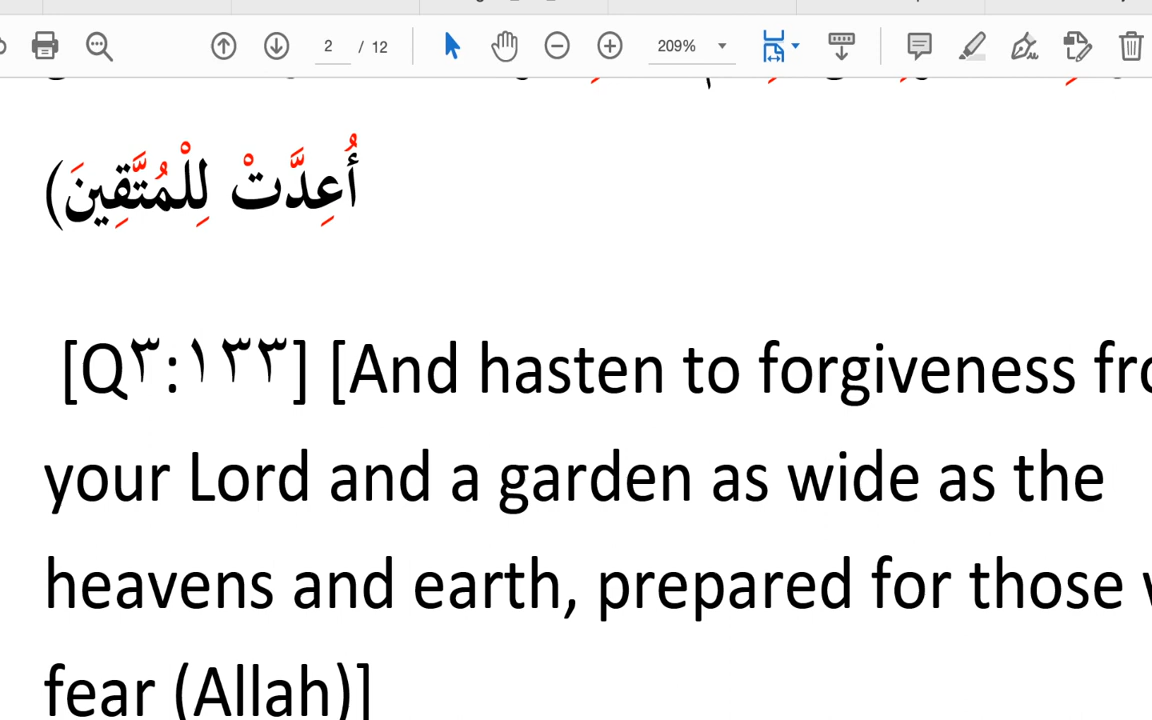 2 / 12 209%
أُعِدَّتْ لِلْمُتَّقِينَ)
[Q٣:١٣٣] [And hasten to forgiveness
your Lord and a garden as wide as the
heavens and earth, prepared for those
fear (Allah)]